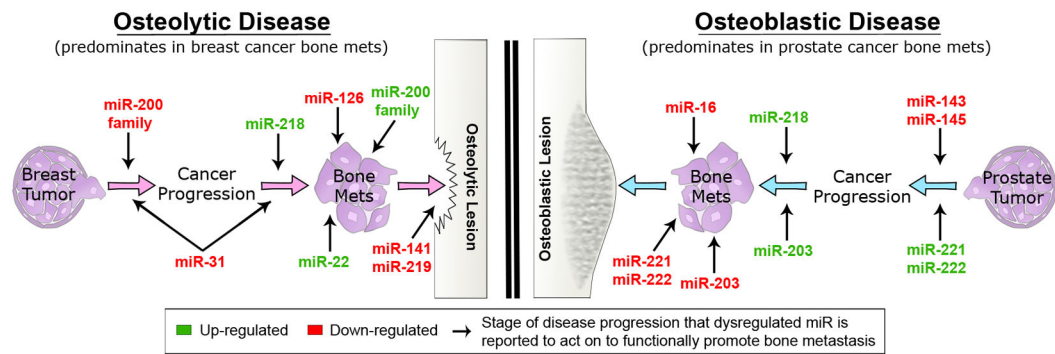 Osteolytic Disease
(predominates in breast cancer bone mets)
miR-200
family
miR-218
miR-126
miR-200
family
Breast
Tumor
Cancer
Progression
Bone
Mets
Osteolytic Lesion
miR-31
miR-22
miR-141
miR-219
Osteoblastic Disease
(predominates in prostate cancer bone mets)
Osteoblastic Lesion
miR-16
miR-218
miR-143
miR-145
Bone
Mets
Cancer
Progression
Prostate
Tumor
miR-221
miR-222
miR-203
miR-203
miR-221
miR-222
Up-regulated
Down-regulated
Stage of disease progression that dysregulated miR is
reported to act on to functionally promote bone metastasis